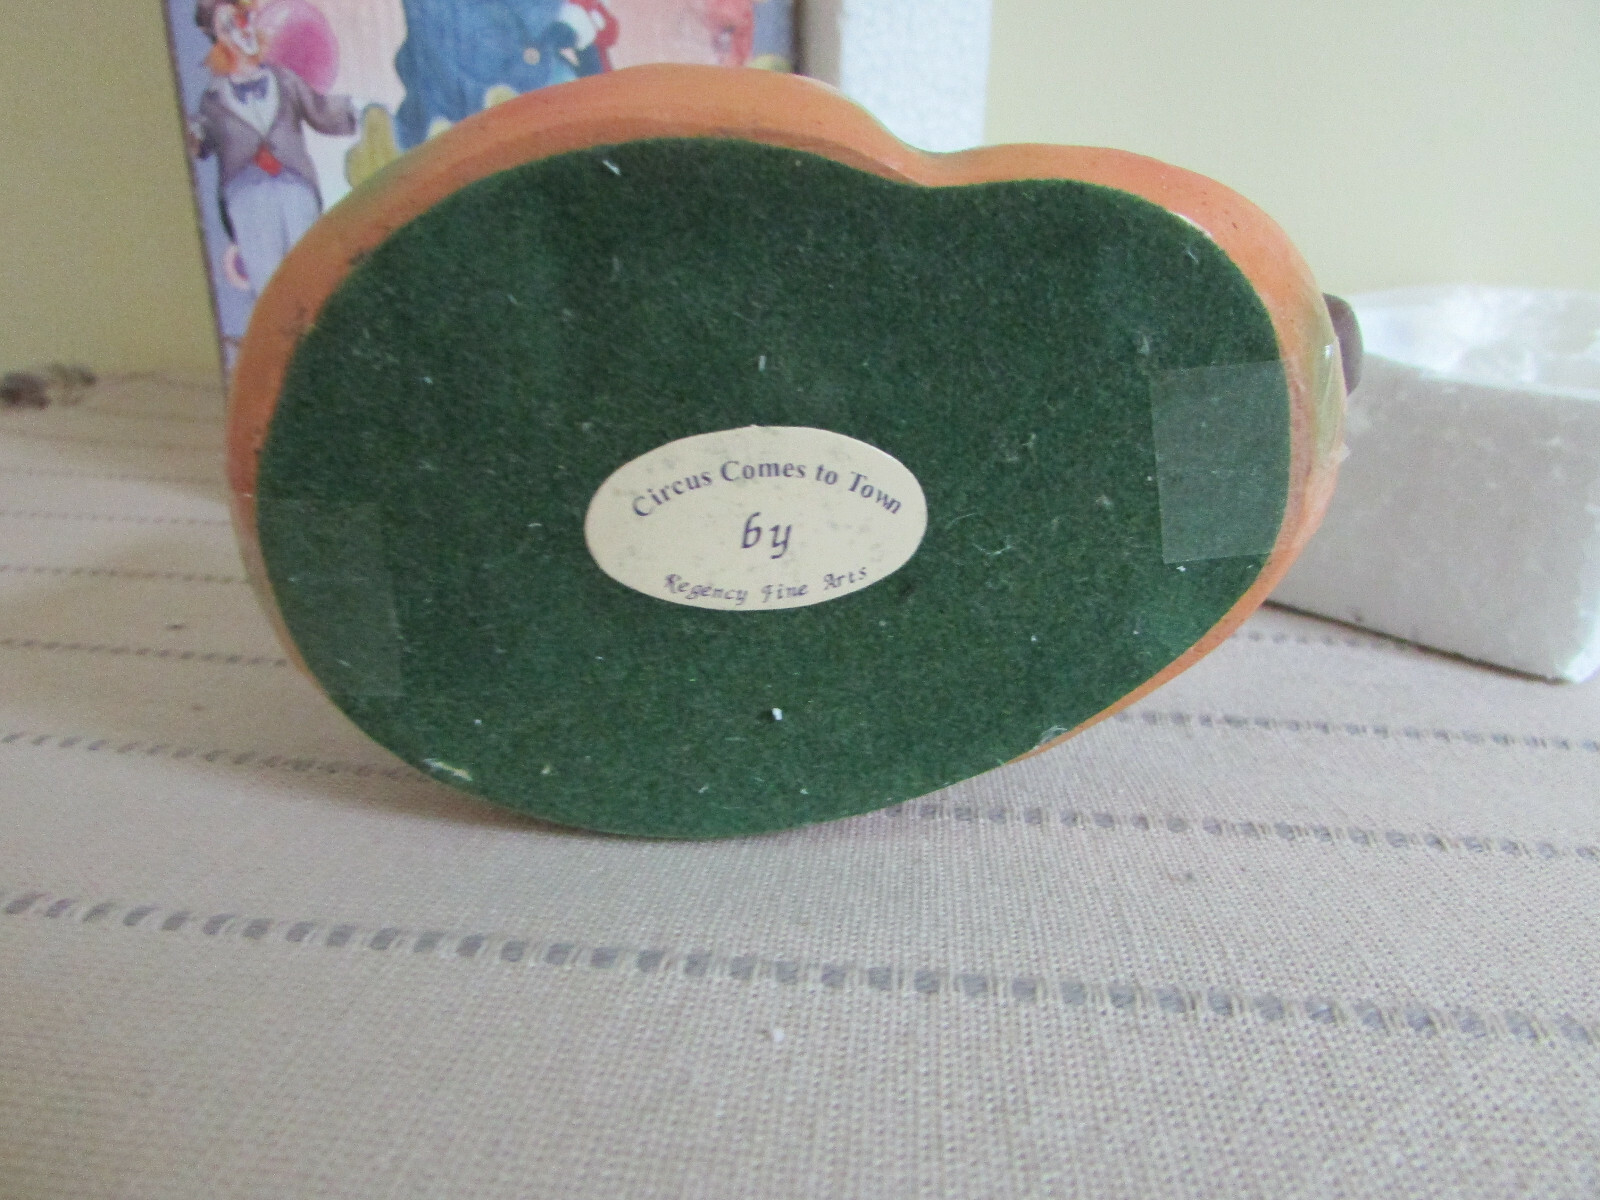 Circus Comes to Town
by
Regency Fine Arts